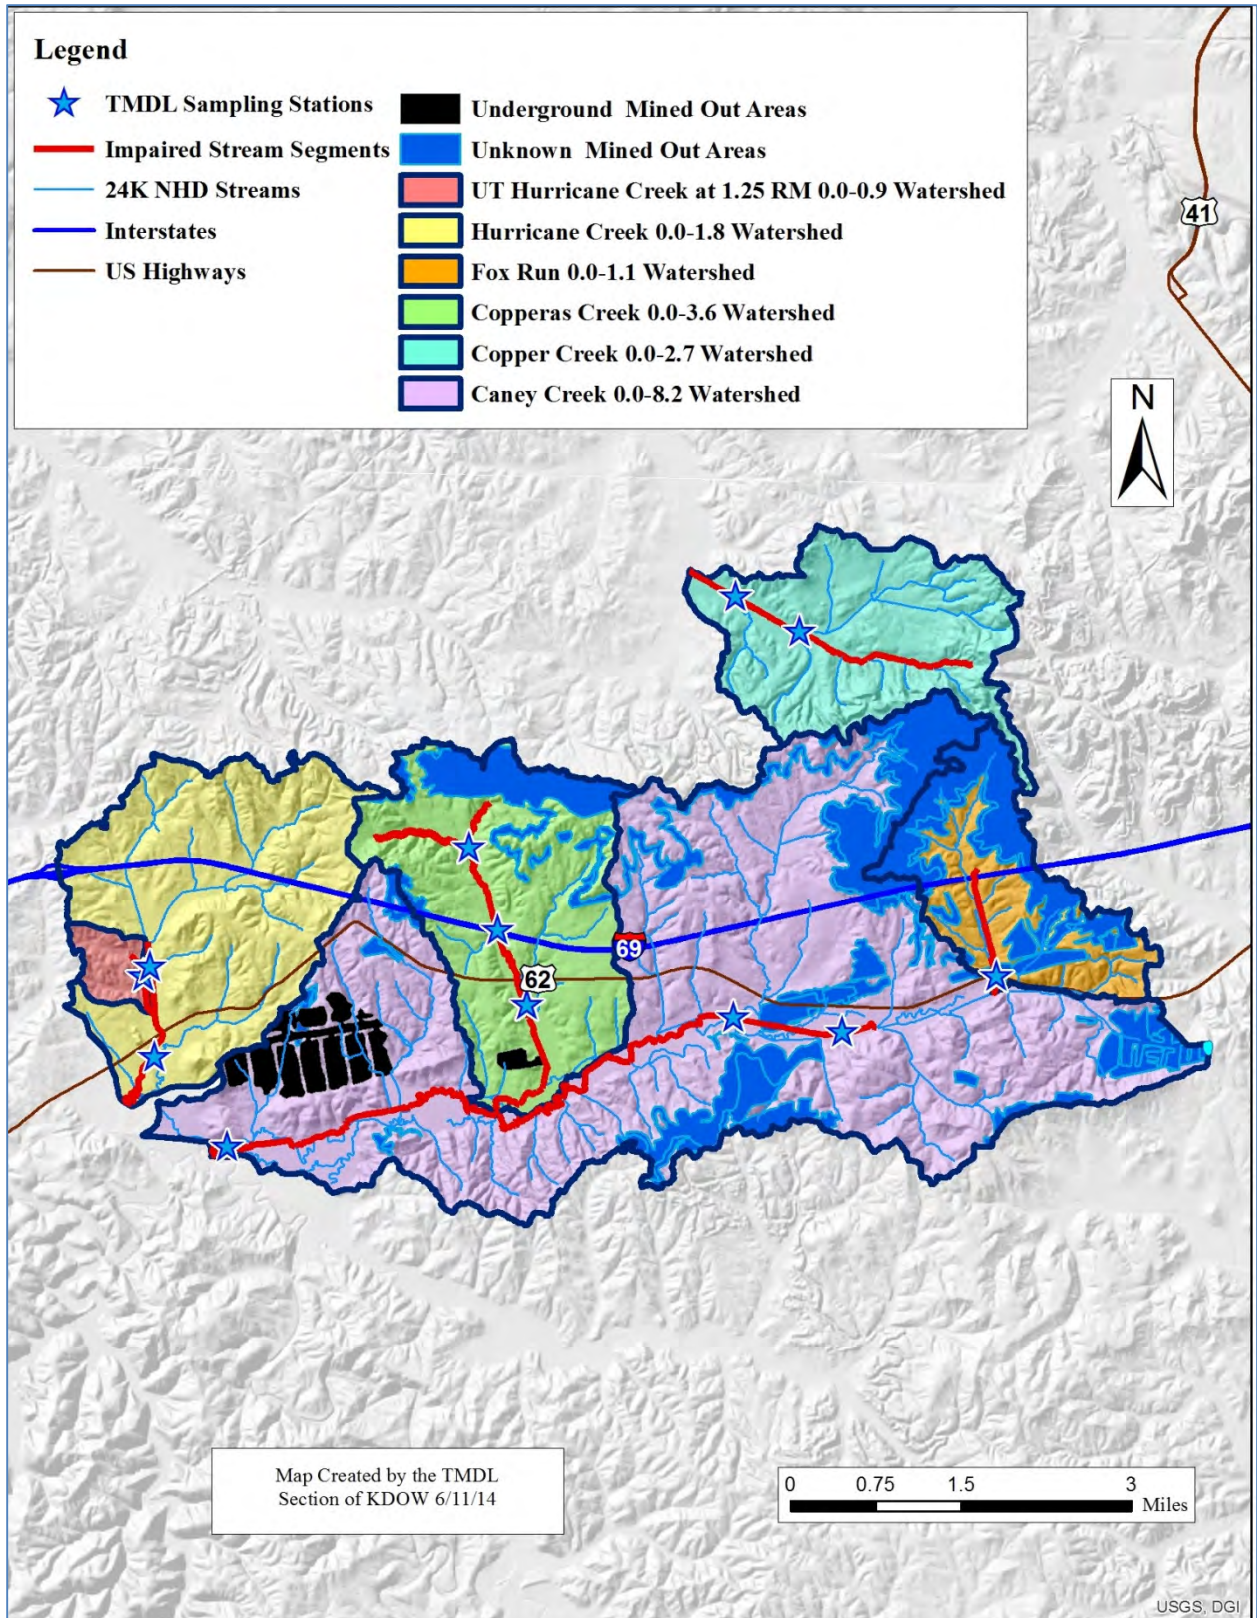 Legend
TMDL Sampling Stations
Impaired Stream Segments
24K NHD Streams
Interstates
US Highways
Underground Mined Out Areas
Unknown Mined Out Areas
UT Hurricane Creek at 1.25 RM 0.0-0.9 Watershed
Hurricane Creek 0.0-1.8 Watershed
Fox Run 0.0-1.1 Watershed
Copperas Creek 0.0-3.6 Watershed
Copper Creek 0.0-2.7 Watershed
Caney Creek 0.0-8.2 Watershed
41
N
69
62
Map Created by the TMDL
Section of KDOW 6/11/14
0 0.75 1.5 3
Miles
USGS, DGI